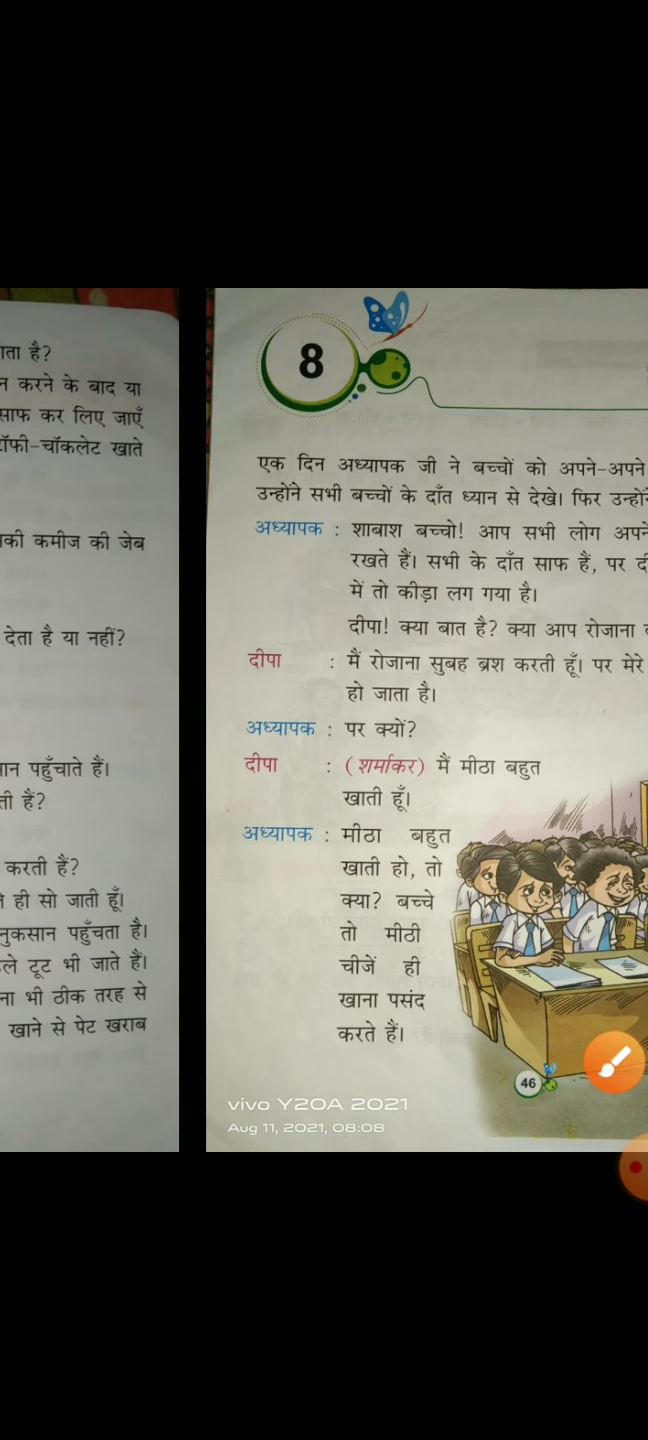 ाता है?
न करने के बाद या
साफ कर लिए जाएँ
ॉफी-चॉकलेट खाते
की कमीज की जेब
देता है या नहीं?
पहुँचाते हैं।
ती हैं?
करती हैं?
ही सो जाती हूँ।
नुकसान पहुँचता है।
ले टूट भी जाते हैं।
ना भी ठीक तरह से
खाने से पेट खराब
8
एक दिन अध्यापक जी ने बच्चों को अपने-अपने
उन्होंने सभी बच्चों के दाँत ध्यान से देखे। फिर उन्होंने
अध्यापक : शाबाश बच्चो! आप सभी लोग अपने
रखते हैं। सभी के दाँत साफ हैं, पर दी
में तो कीड़ा लग गया है।
दीपा! क्या बात है? क्या आप रोजाना
दीपा : मैं रोजाना सुबह ब्रश करती हूँ। पर मेरे
हो जाता है।
अध्यापक : पर क्यों?
दीपा : (शर्माकर) मैं मीठा बहुत
खाती हूँ।
अध्यापक : मीठा बहुत
खाती हो, तो
क्या? बच्चे
तो मीठी
चीजें ही
खाना पसंद
करते हैं।
46
vivo Y20A 2021
Aug 11, 2021, 08:08